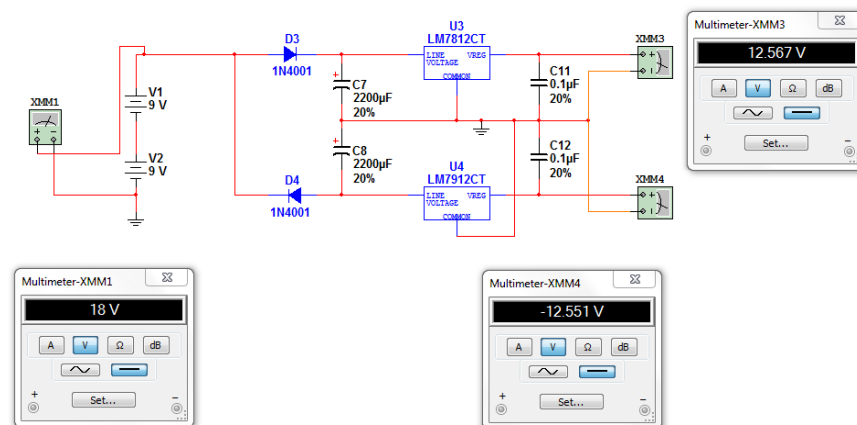 D3
1N4001
U3
LM7812CT
LINE VREG
VOLTAGE
COMMON
XMM3
Multimeter-XMM3
12.567 V
A V Ω dB
+ Set... -
XMM1
+ -
V1
9 V
V2
9 V
+
C7
2200µF
20%
C11
0.1µF
20%
+
C8
2200µF
20%
C12
0.1µF
20%
D4
1N4001
U4
LM7912CT
LINE VREG
VOLTAGE
COMMON
XMM4
Multimeter-XMM1
18 V
A V Ω dB
+ Set... -
Multimeter-XMM4
-12.551 V
A V Ω dB
+ Set... -